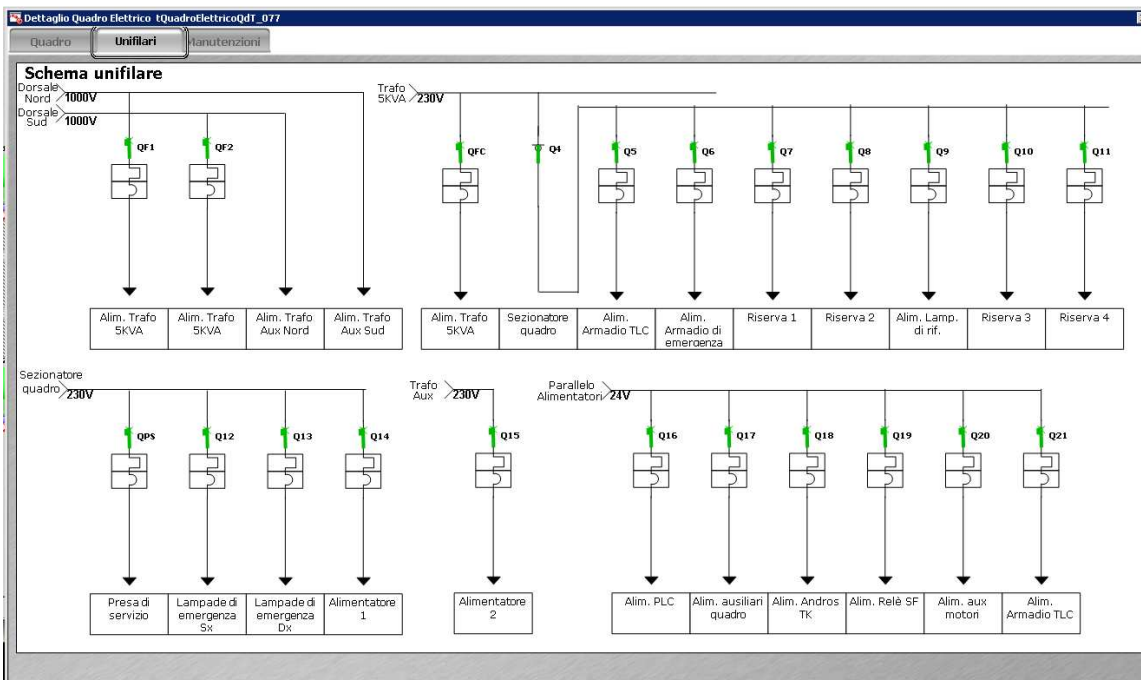 Dettaglio Quadro Elettrico tQuadroElettricoQdT_077
Quadro
Unifilari
Manutenzioni
Schema unifilare
Dorsale
Nord
1000V
Dorsale
Sud
1000V
QF1
QF2
Alim. Trafo
5KVA
Alim. Trafo
5KVA
Alim. Trafo
Aux Nord
Alim. Trafo
Aux Sud
Trafo
5KVA
230V
QFC
Q4
Q5
Q6
Q7
Q8
Q9
Q10
Q11
Alim. Trafo
5KVA
Sezionatore
quadro
Alim.
Armadio TLC
Alim.
Armadio di
emergenza
Riserva 1
Riserva 2
Alim. Lamp.
di rif.
Riserva 3
Riserva 4
Sezionatore
quadro
230V
QPS
Q12
Q13
Q14
Presa di
servizio
Lampade di
emergenza
Sx
Lampade di
emergenza
Dx
Alimentatore
1
Trafo
Aux
230V
Q15
Alimentatore
2
Parallelo
Alimentatori
24V
Q16
Q17
Q18
Q19
Q20
Q21
Alim. PLC
Alim. ausiliari
quadro
Alim. Andros
TK
Alim. Relè SF
Alim. aux
motori
Alim.
Armadio TLC